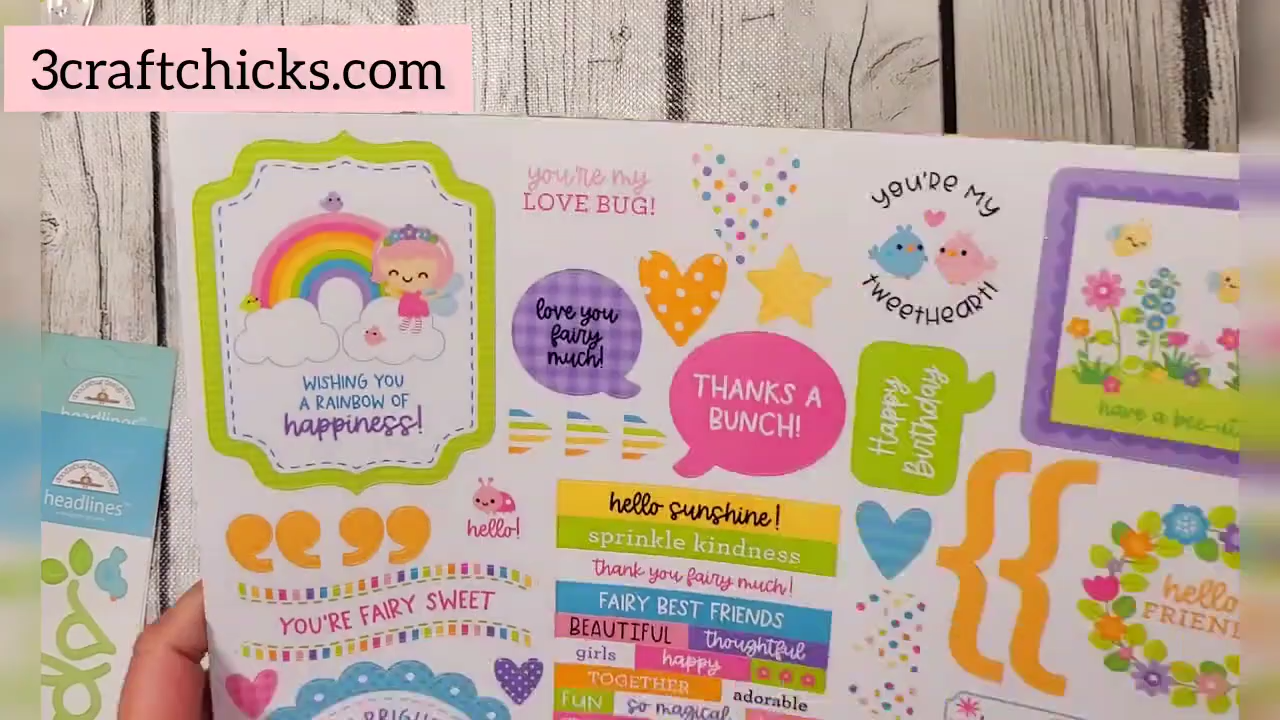 3craftchicks.com
you're my
LOVE BUG!
YOU'RE MY
TWEETHEART!
love you
fairy
much!
THANKS A
BUNCH!
Happy
Birthday
WISHING YOU
A RAINBOW OF
happiness!
headlines
headlines
hello!
hello sunshine!
sprinkle kindness
thank you fairy much!
FAIRY BEST FRIENDS
BEAUTIFUL thoughtful
girls happy
TOGETHER adorable
FUN so magical
YOU'RE FAIRY SWEET
have a
hello